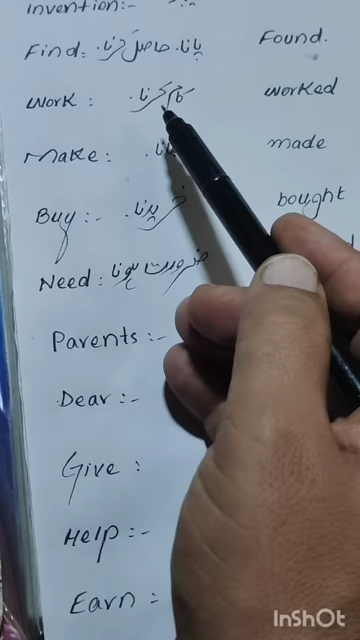 Invention:-
Find: پانا۔ حاصل کرنا۔ Found.
Work: کام کرنا۔ worked
Make: made
Buy:- خریدنا۔ bought
Need: ضرورت ہونا
Parents:-
Dear:-
Give:
Help:-
Earn:
InShOt